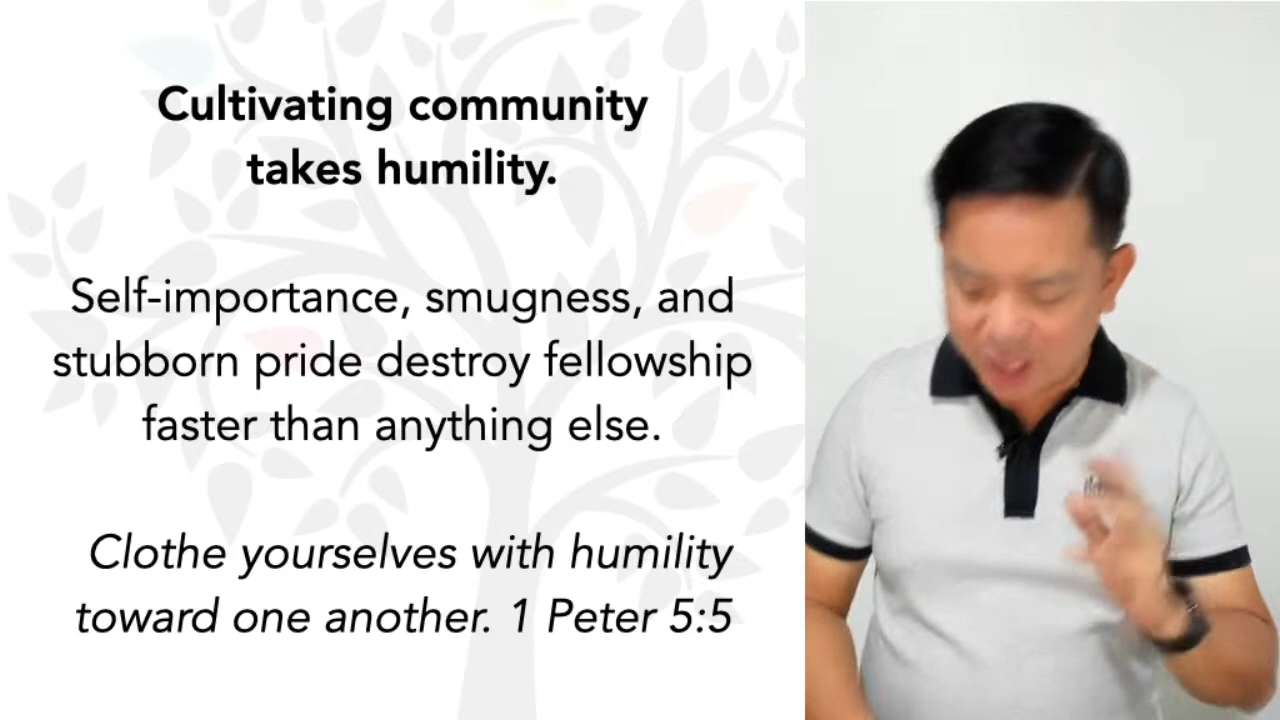 Cultivating community
takes humility.
Self-importance, smugness, and
stubborn pride destroy fellowship
faster than anything else.
Clothe yourselves with humility
toward one another. 1 Peter 5:5